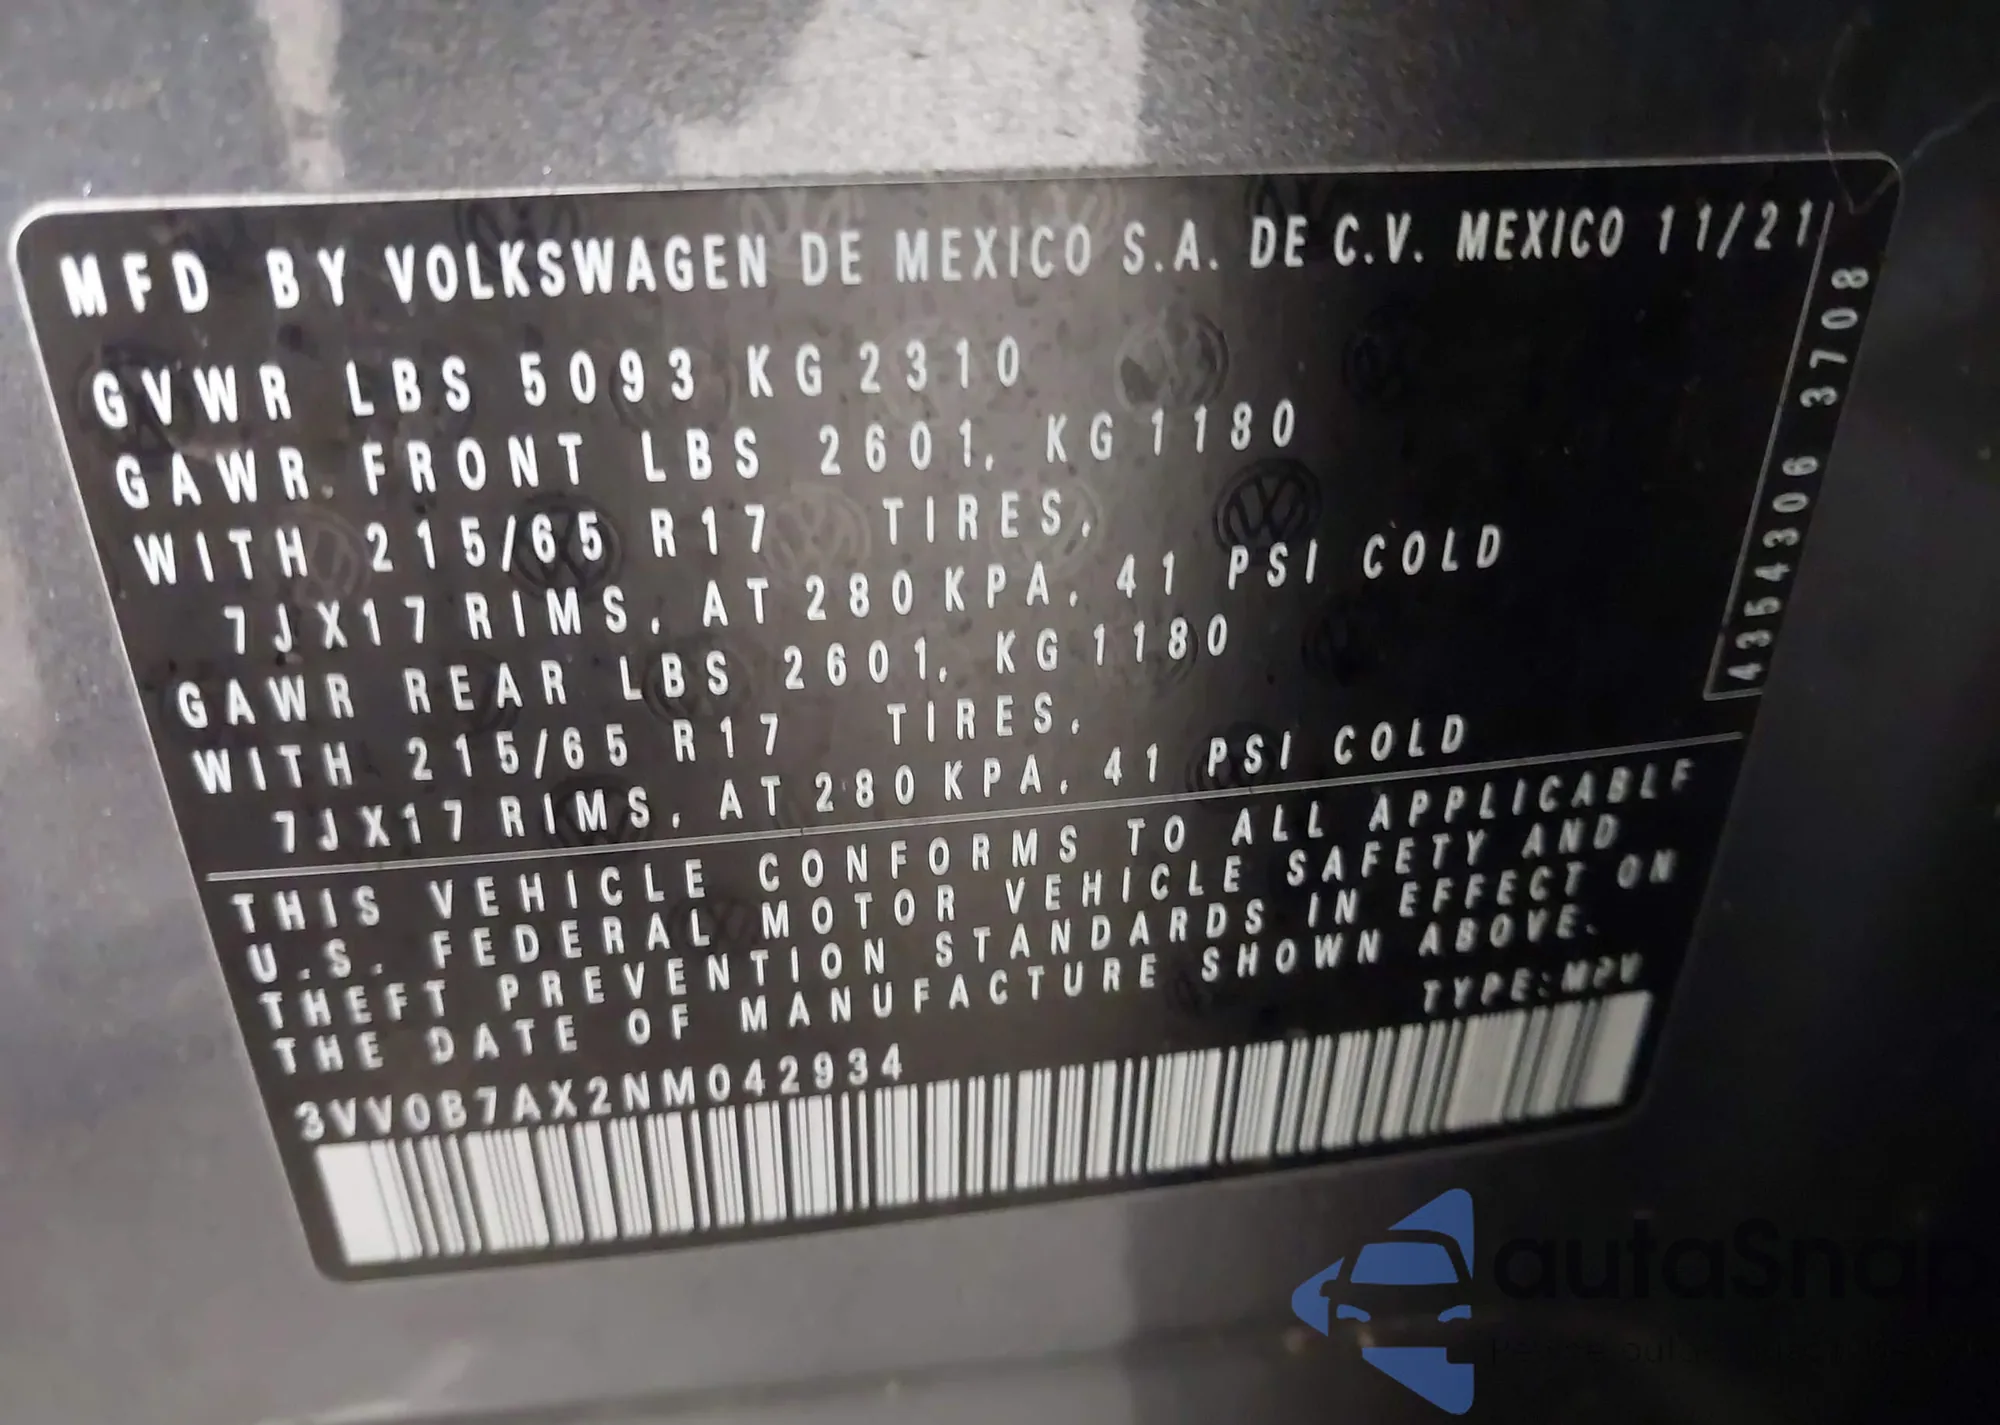 MFD BY VOLKSWAGEN DE MEXICO S.A. DE C.V. MEXICO 11/21
GVWR LBS 5093 KG 2310
GAWR FRONT LBS 2601, KG 1180
WITH 215/65 R17 TIRES,
7JX17 RIMS, AT 280 KPA, 41 PSI COLD
GAWR REAR LBS 2601, KG 1180
WITH 215/65 R17 TIRES,
7JX17 RIMS, AT 280 KPA, 41 PSI COLD
4354306 3708
THIS VEHICLE CONFORMS TO ALL APPLICABLE
U.S. FEDERAL MOTOR VEHICLE SAFETY AND
THEFT PREVENTION STANDARDS IN EFFECT ON
THE DATE OF MANUFACTURE SHOWN ABOVE.
TYPE: MPV
3VV0B7AX2NM042934
autaSnap